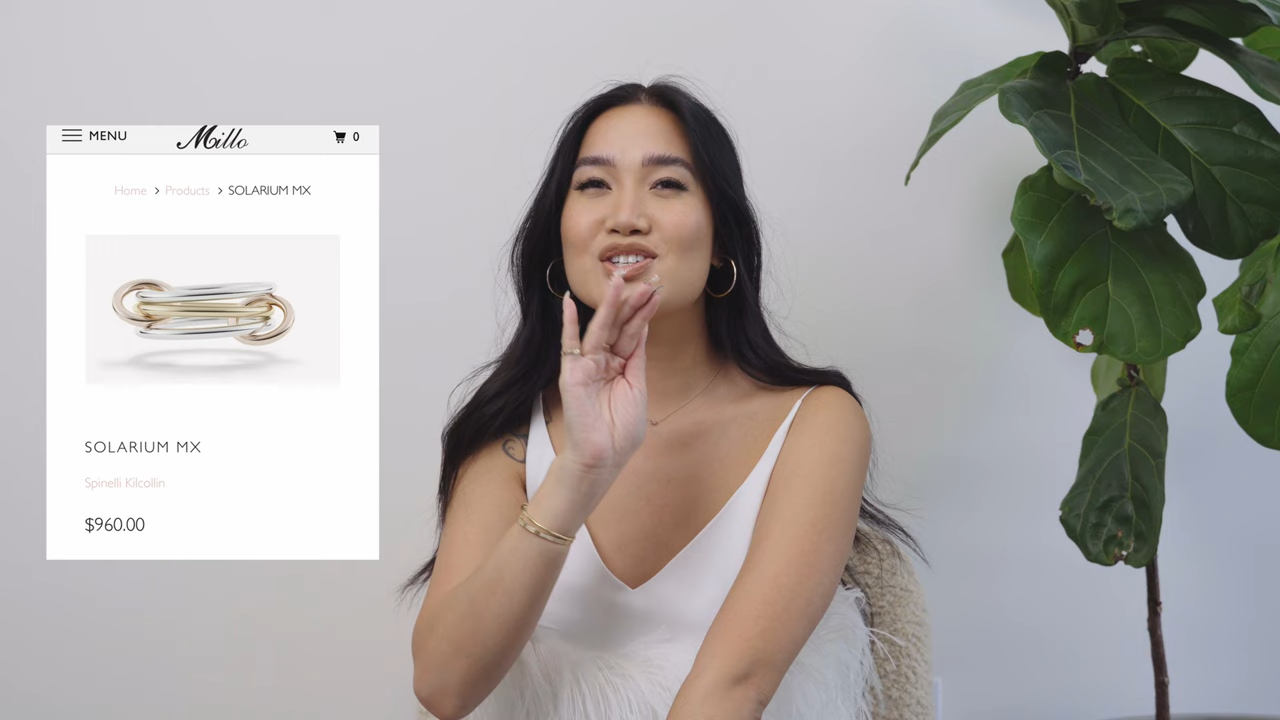 MENU Millo 0
Home > Products > SOLARIUM MX
SOLARIUM MX
Spinelli Kilcollin
$960.00